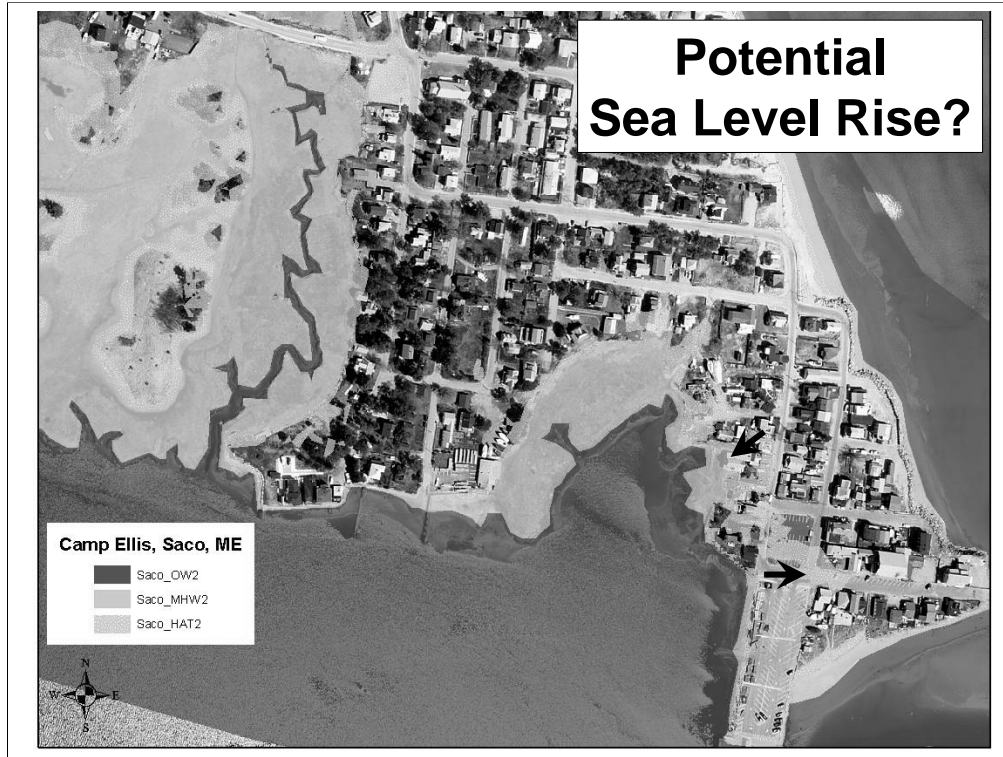 Potential
Sea Level Rise?
Camp Ellis, Saco, ME
Saco_OW2
Saco_MHW2
Saco_HAT2
N
W E
S